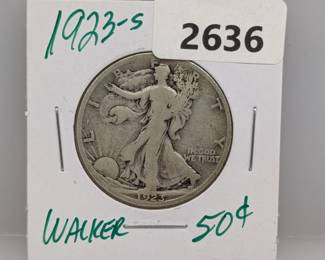 1923-S
2636
LIBERTY
IN GOD
WE TRUST
1923
WALKER 50¢